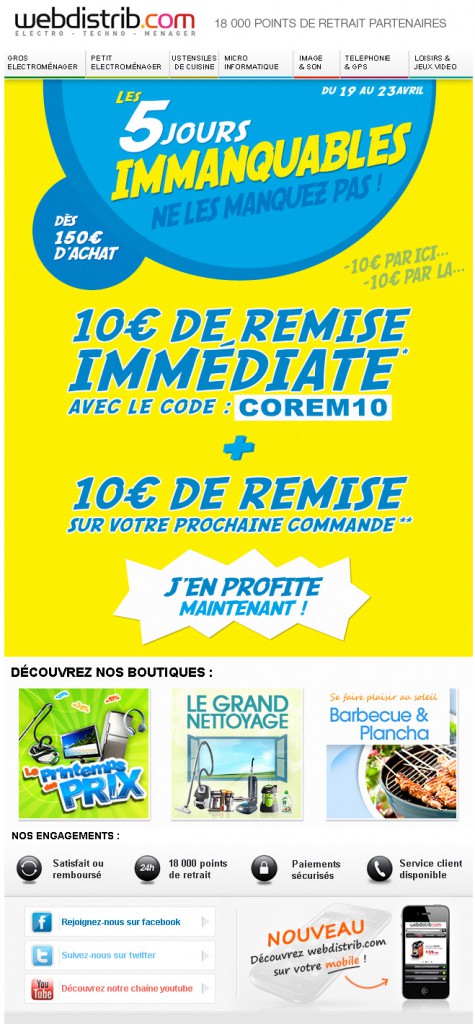 webdistrib.com
ELECTRO - TECHNO - MENAGER
18 000 POINTS DE RETRAIT PARTENAIRES
GROS ELECTROMÉNAGER
PETIT ELECTROMÉNAGER
USTENSILES DE CUISINE
MICRO INFORMATIQUE
IMAGE & SON
TELEPHONIE & GPS
LOISIRS & JEUX VIDEO
DU 19 AU 23 AVRIL
LES
5 JOURS
IMMANQUABLES
NE LES MANQUEZ PAS !
DÈS
150€
D'ACHAT
-10€ PAR ICI...
-10€ PAR LA...
10€ DE REMISE
IMMÉDIATE*
AVEC LE CODE : COREM10
+
10€ DE REMISE
SUR VOTRE PROCHAINE COMMANDE**
J'EN PROFITE
MAINTENANT !
DÉCOUVREZ NOS BOUTIQUES :
Le Printemps
des PRIX
LE GRAND
NETTOYAGE
Se faire plaisir au soleil
Barbecue &
Plancha
NOS ENGAGEMENTS :
Satisfait ou
remboursé
24h
18 000 points
de retrait
Paiements
sécurisés
Service client
disponible
Rejoignez-nous sur facebook
Suivez-nous sur twitter
You Tube
Découvrez notre chaine youtube
NOUVEAU
Découvrez webdistrib.com
sur votre mobile !
webdistrib.com